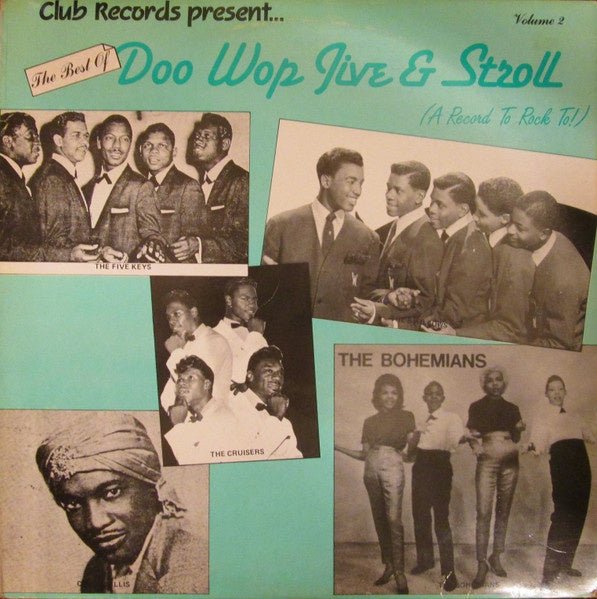 Club Records present...
Volume 2
The Best Of
Doo Wop Jive & Stroll
(A Record To Rock To!)
THE FIVE KEYS
THE CRUISERS
THE BOHEMIANS